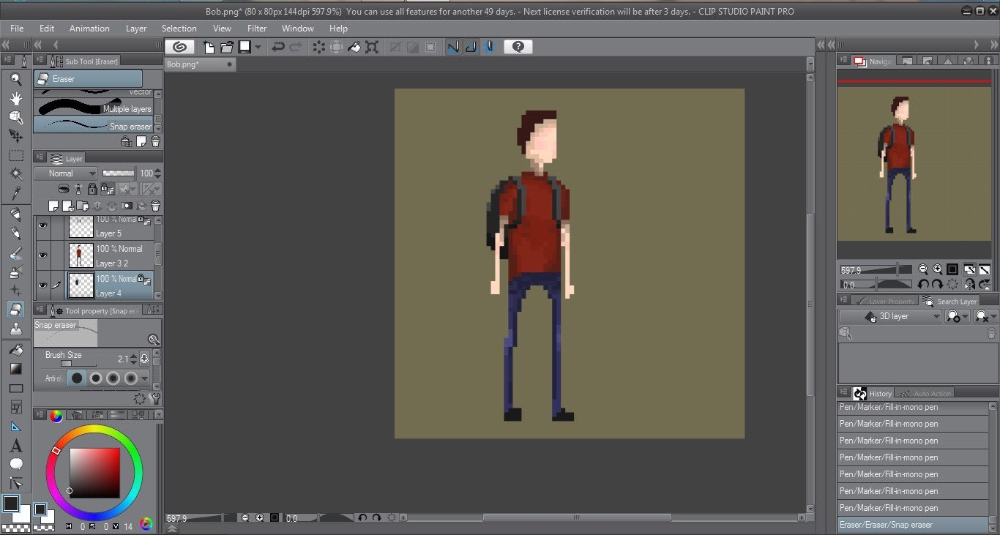 Bob.png* (80 x 80px 144dpi 597.9%) You can use all features for another 49 days. - Next license verification will be after 3 days. - CLIP STUDIO PAINT PRO
File Edit Animation Layer Selection View Filter Window Help
Sub Tool [Eraser]
Eraser
Vector
Multiple layers
Snap eraser
Layer
Normal 100
100 % Norma
Layer 5
100 % Normal
Layer 3 2
100 % Norma
Layer 4
Tool property [Snap era
Snap eraser
Brush Size 2.1
Anti-al
H 0 S 0 V 14
Bob.png*
597.9 0.0
Naviga
597.9
0.0
Layer Property Search Layer
3D layer
History Auto Action
Pen/Marker/Fill-in-mono pen
Pen/Marker/Fill-in-mono pen
Pen/Marker/Fill-in-mono pen
Pen/Marker/Fill-in-mono pen
Pen/Marker/Fill-in-mono pen
Pen/Marker/Fill-in-mono pen
Pen/Marker/Fill-in-mono pen
Eraser/Eraser/Snap eraser